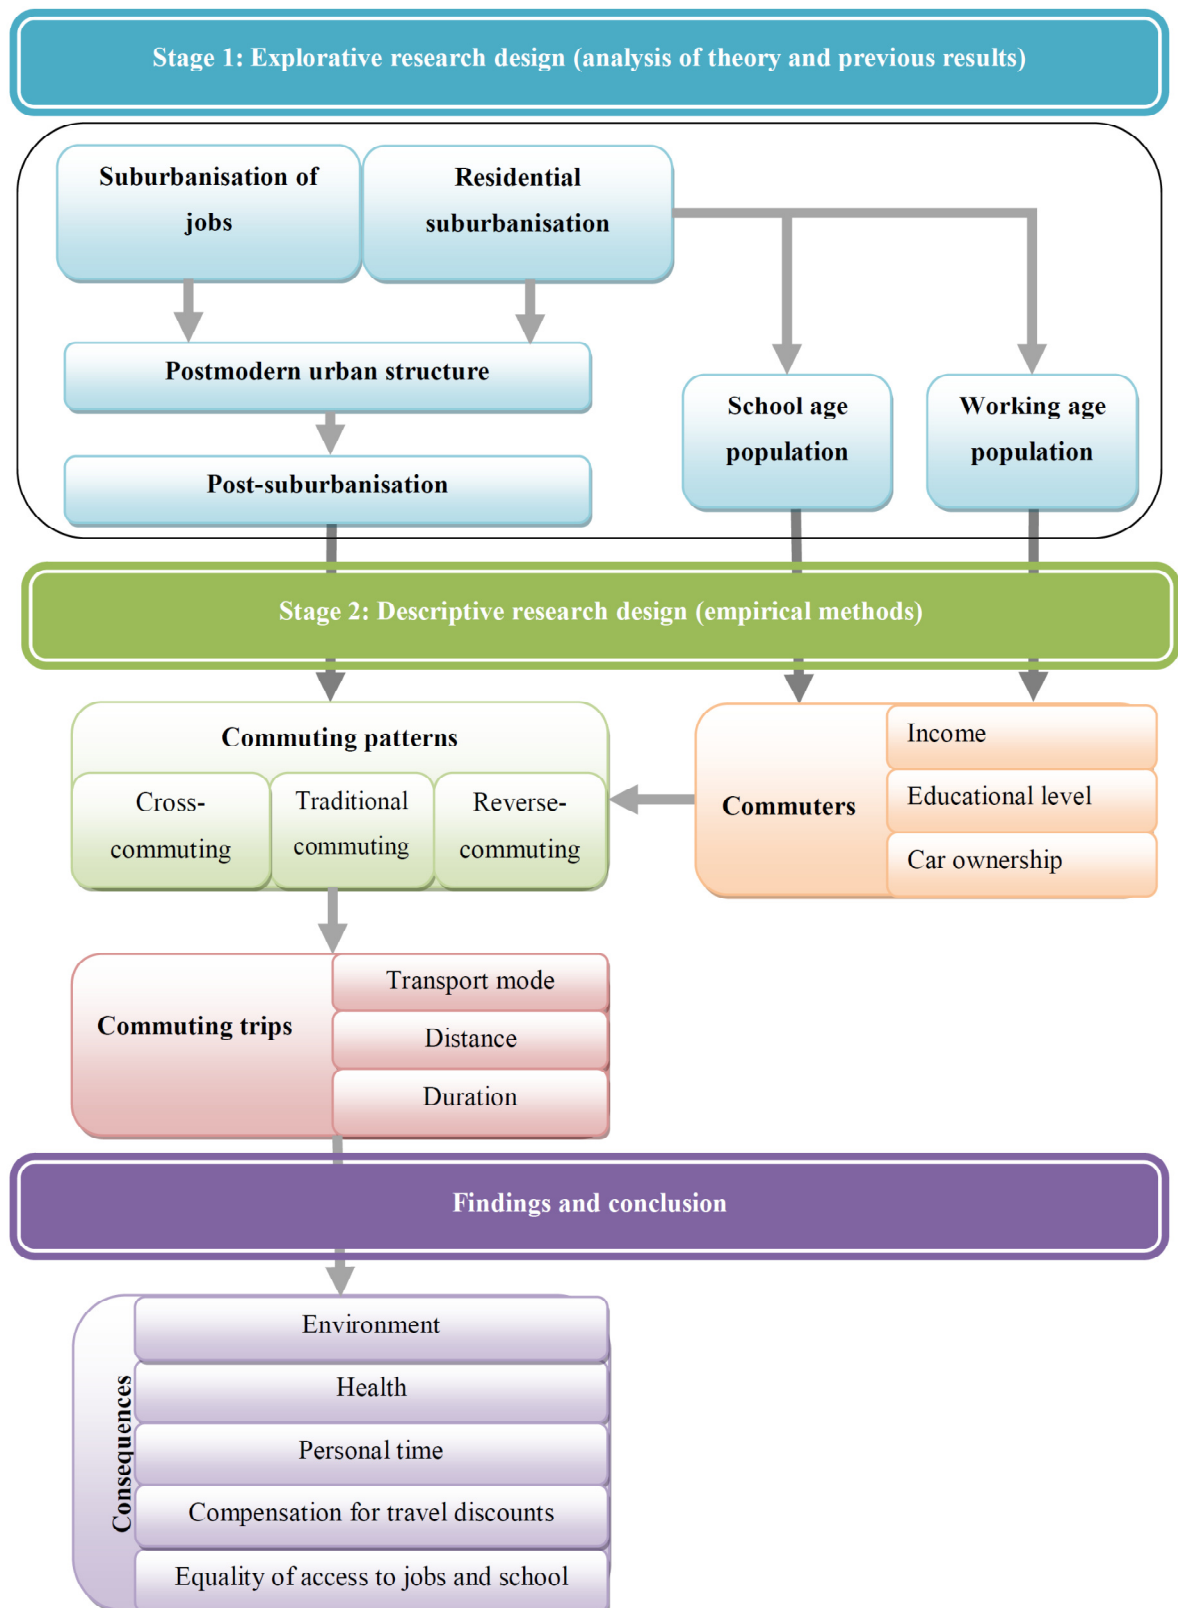 Stage 1: Explorative research design (analysis of theory and previous results)
Suburbanisation of
jobs
Residential
suburbanisation
Postmodern urban structure
Post-suburbanisation
School age
population
Working age
population
Stage 2: Descriptive research design (empirical methods)
Commuting patterns
Cross-
commuting
Traditional
commuting
Reverse-
commuting
Commuters
Income
Educational level
Car ownership
Commuting trips
Transport mode
Distance
Duration
Findings and conclusion
Consequences
Environment
Health
Personal time
Compensation for travel discounts
Equality of access to jobs and school